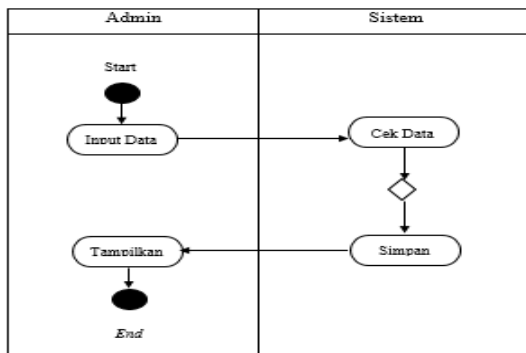 Admin
Sistem
Start
Input Data
Cek Data
Tampilkan
Simpan
End